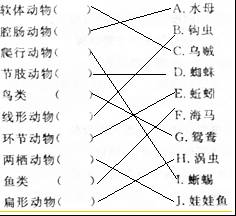 软体动物( ) A. 水母
腔肠动物( ) B. 钩虫
爬行动物( ) C. 乌贼
节肢动物( ) D. 蜘蛛
鸟类 ( ) E. 蚯蚓
线形动物( ) F. 海马
环节动物( ) G. 鸳鸯
两栖动物( ) H. 涡虫
鱼类 ( ) I. 蜥蜴
扁形动物( ) J. 娃娃鱼